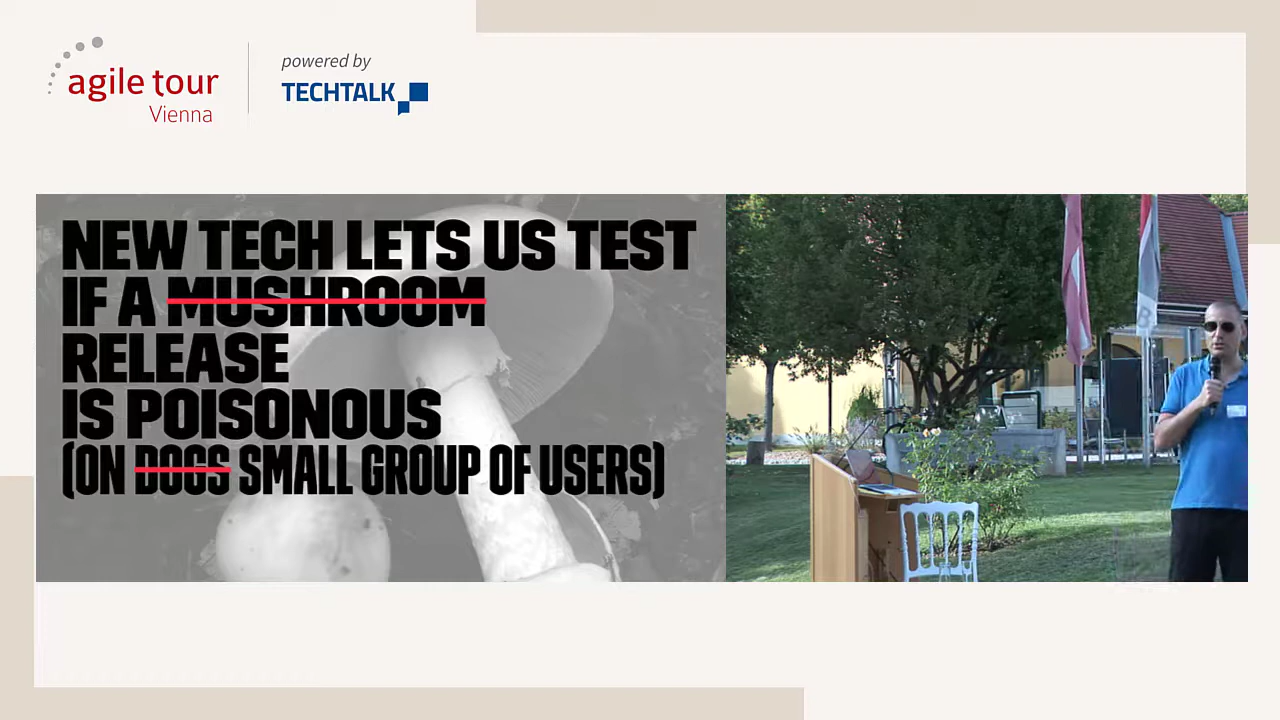 agile tour
Vienna
powered by
TECHTALK
NEW TECH LETS US TEST
IF A MUSHROOM
RELEASE
IS POISONOUS
(ON DOGS SMALL GROUP OF USERS)